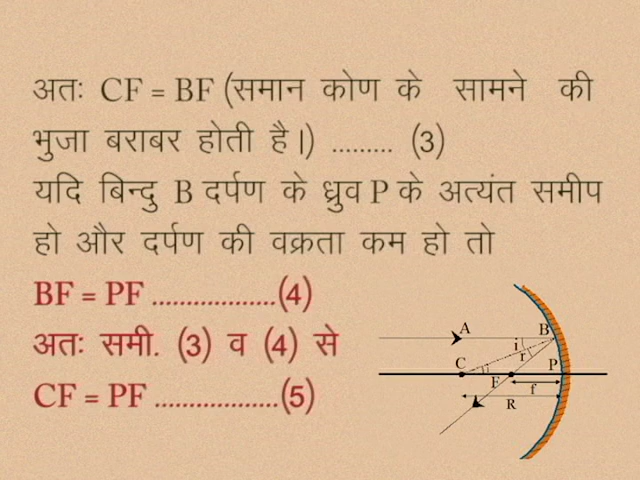 अतः CF = BF (समान कोण के सामने की
भुजा बराबर होती है।) ......... (3)
यदि बिन्दु B दर्पण के ध्रुव P के अत्यंत समीप
हो और दर्पण की वक्रता कम हो तो
BF = PF ..................(4)
अतः समी. (3) व (4) से
CF = PF ..................(5)
A
B
i
r
C
P
F
f
R